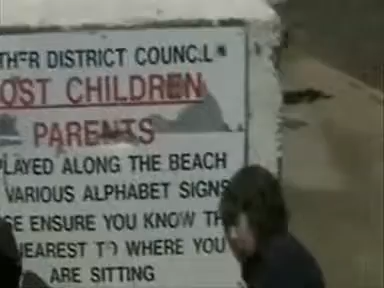 THER DISTRICT COUNCIL
OST CHILDREN
PARENTS
PLAYED ALONG THE BEACH
VARIOUS ALPHABET SIGNS
SE ENSURE YOU KNOW TH
NEAREST TO WHERE YOU
ARE SITTING